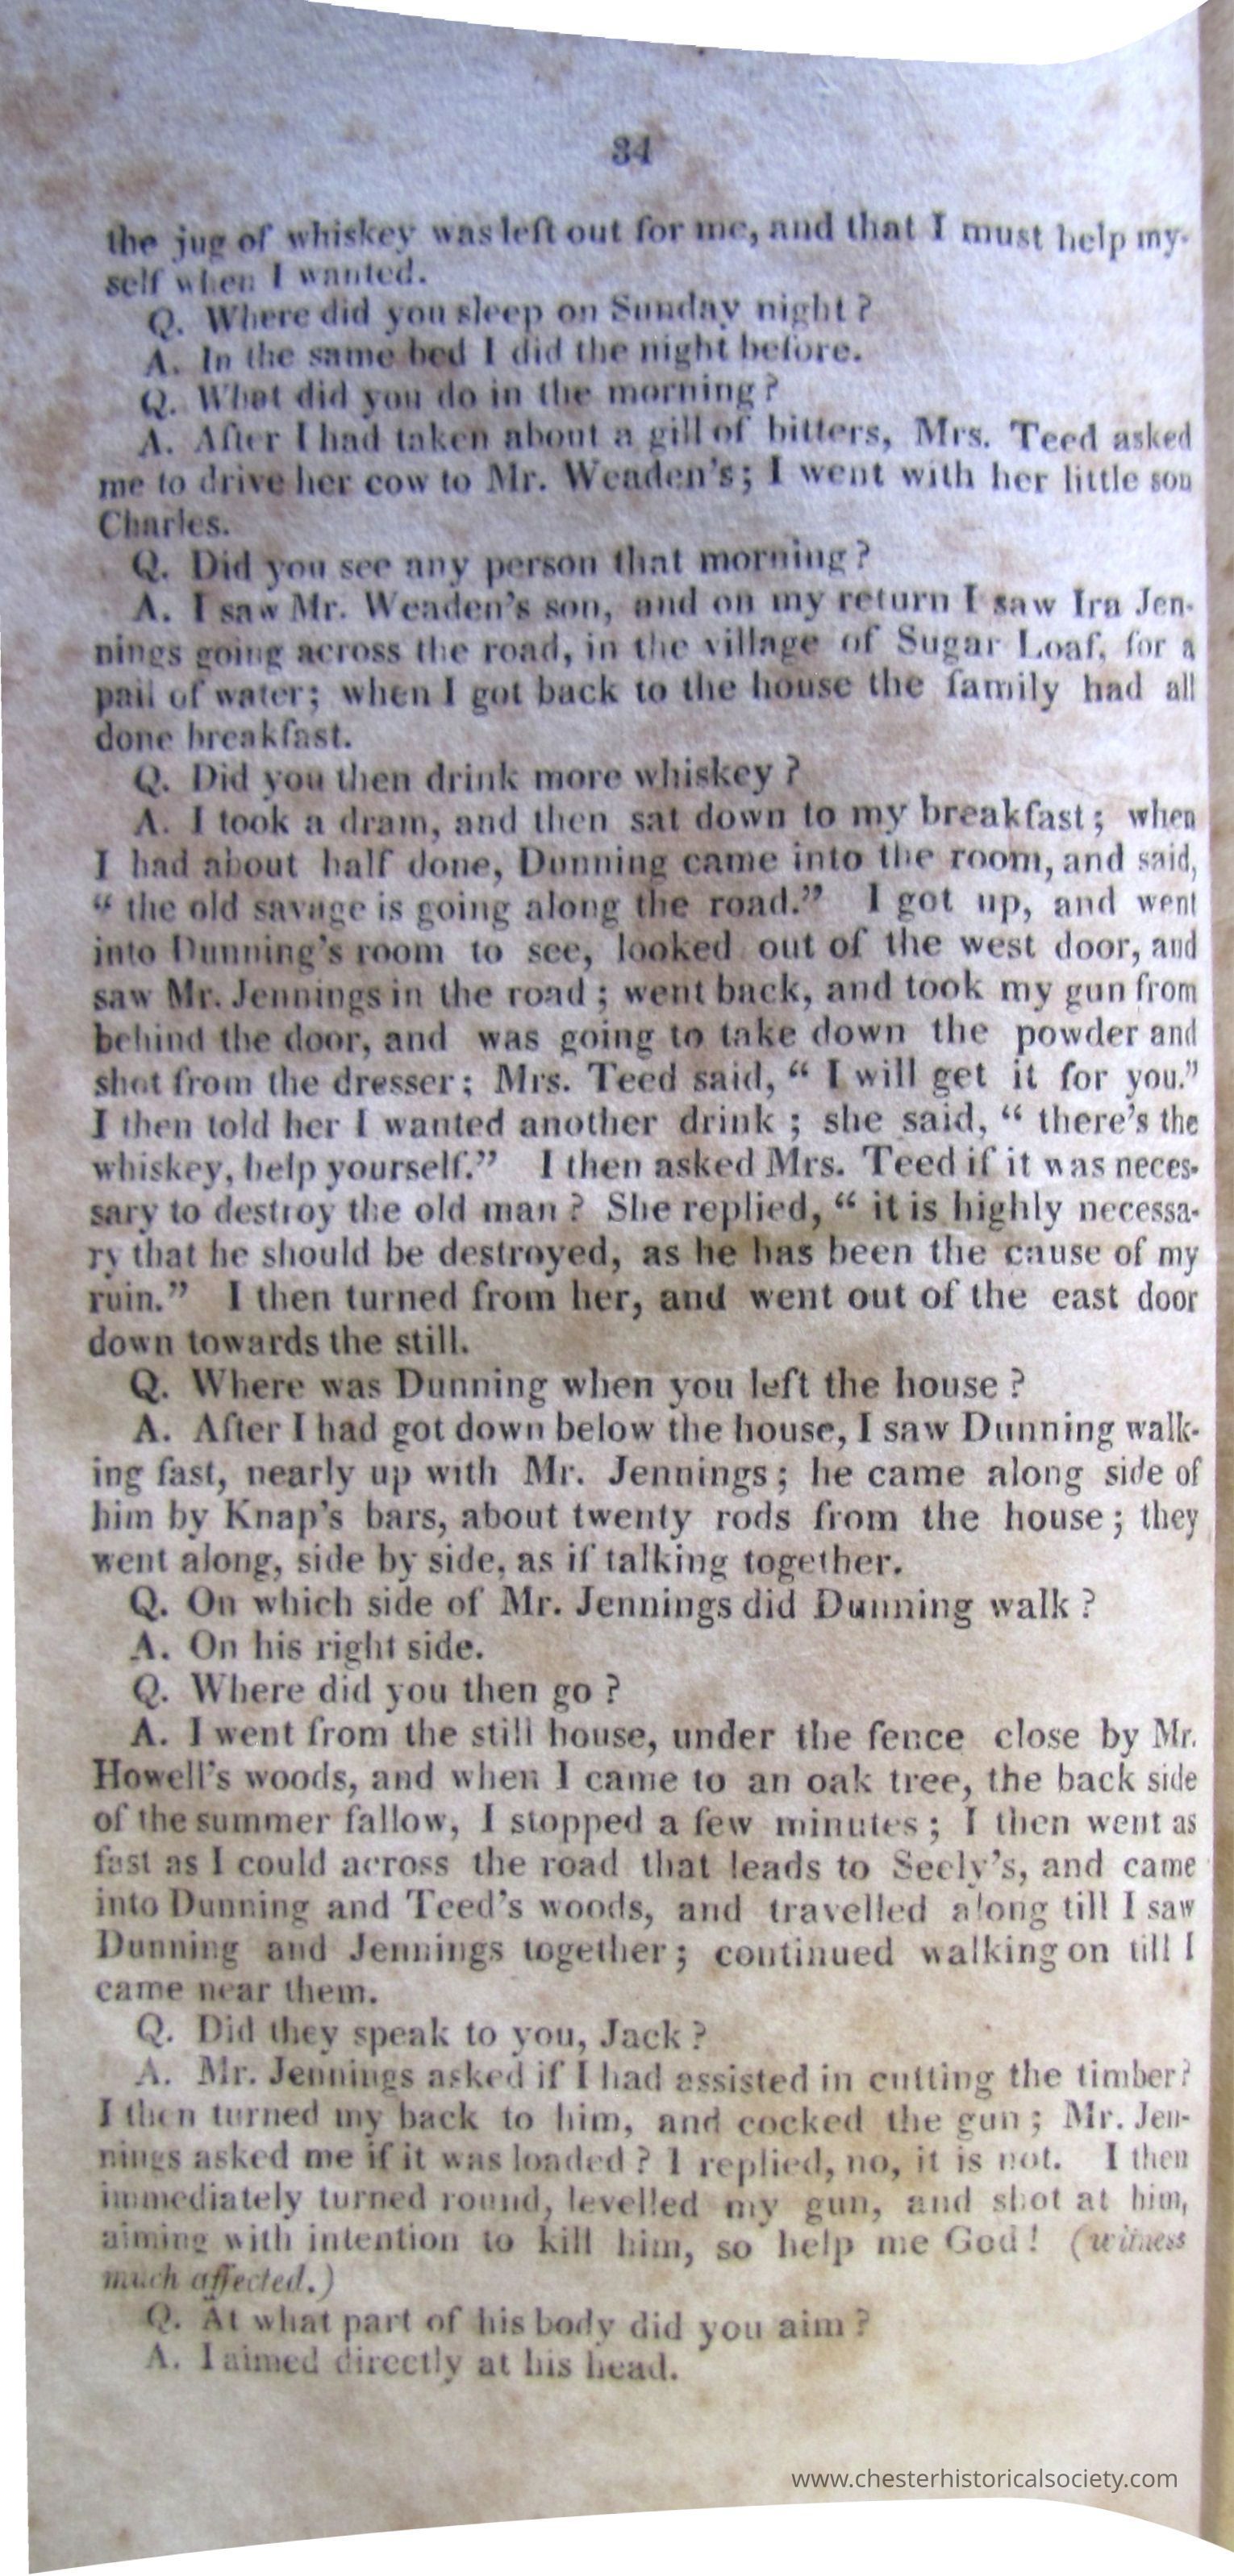 34
the jug of whiskey was left out for me, and that I must help my-
self when I wanted.
Q. Where did you sleep on Sunday night ?
A. In the same bed I did the night before.
Q. What did you do in the morning ?
A. After I had taken about a gill of bitters, Mrs. Teed asked
me to drive her cow to Mr. Weaden's; I went with her little son
Charles.
Q. Did you see any person that morning ?
A. I saw Mr. Weaden's son, and on my return I saw Ira Jen-
nings going across the road, in the village of Sugar Loaf, for a
pail of water; when I got back to the house the family had all
done breakfast.
Q. Did you then drink more whiskey ?
A. I took a dram, and then sat down to my breakfast ; when
I had about half done, Dunning came into the room, and said,
“ the old savage is going along the road.” I got up, and went
into Dunning's room to see, looked out of the west door, and
saw Mr. Jennings in the road ; went back, and took my gun from
behind the door, and was going to take down the powder and
shot from the dresser ; Mrs. Teed said, “ I will get it for you.”
I then told her I wanted another drink ; she said, “ there's the
whiskey, help yourself.” I then asked Mrs. Teed if it was neces-
sary to destroy the old man ? She replied, “ it is highly necessa-
ry that he should be destroyed, as he has been the cause of my
ruin.” I then turned from her, and went out of the east door
down towards the still.
Q. Where was Dunning when you left the house ?
A. After I had got down below the house, I saw Dunning walk-
ing fast, nearly up with Mr. Jennings ; he came along side of
him by Knap's bars, about twenty rods from the house ; they
went along, side by side, as if talking together.
Q. On which side of Mr. Jennings did Dunning walk ?
A. On his right side.
Q. Where did you then go ?
A. I went from the still house, under the fence close by Mr.
Howell's woods, and when I came to an oak tree, the back side
of the summer fallow, I stopped a few minutes ; I then went as
fast as I could across the road that leads to Seely's, and came
into Dunning and Teed's woods, and travelled along till I saw
Dunning and Jennings together ; continued walking on till I
came near them.
Q. Did they speak to you, Jack ?
A. Mr. Jennings asked if I had assisted in cutting the timber?
I then turned my back to him, and cocked the gun ; Mr. Jen-
nings asked me if it was loaded ? I replied, no, it is not. I then
immediately turned round, levelled my gun, and shot at him,
aiming with intention to kill him, so help me God ! (witness
much affected.)
Q. At what part of his body did you aim ?
A. I aimed directly at his head.
www.chesterhistoricalsociety.com